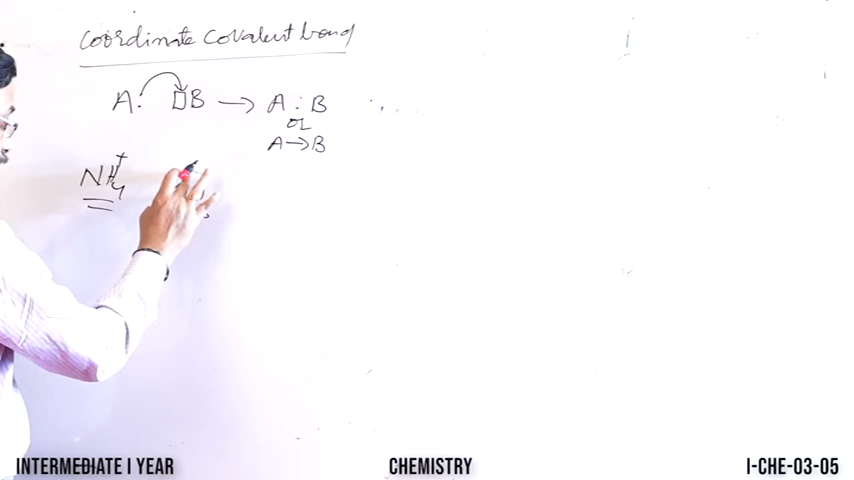 Coordinate Covalent bond
A: □B → A : B
or
A→B
NH₄⁺
INTERMEDIATE I YEAR
CHEMISTRY
I-CHE-03-05